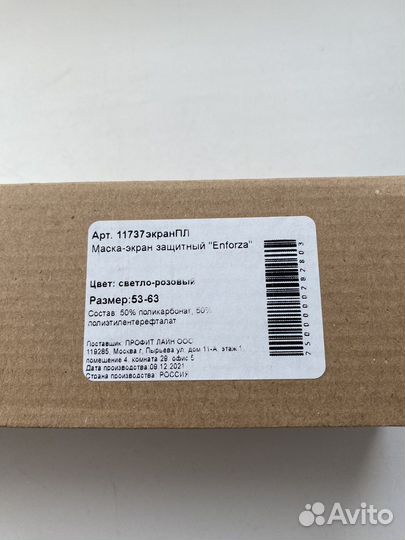 Арт. 11737экранПЛ
Маска-экран защитный "Enforza"
Цвет: светло-розовый
Размер:53-63
Состав: 50% поликарбонат, 50%
полиэтилентерефталат
Поставщик: ПРОФИТ ЛАЙН ООО
119285, Москва г, Пырьева ул, дом 11-А, этаж 1,
помещение 4, комната 29, офис 5
Дата производства:09.12.2021
Страна производства: РОССИЯ
Avito